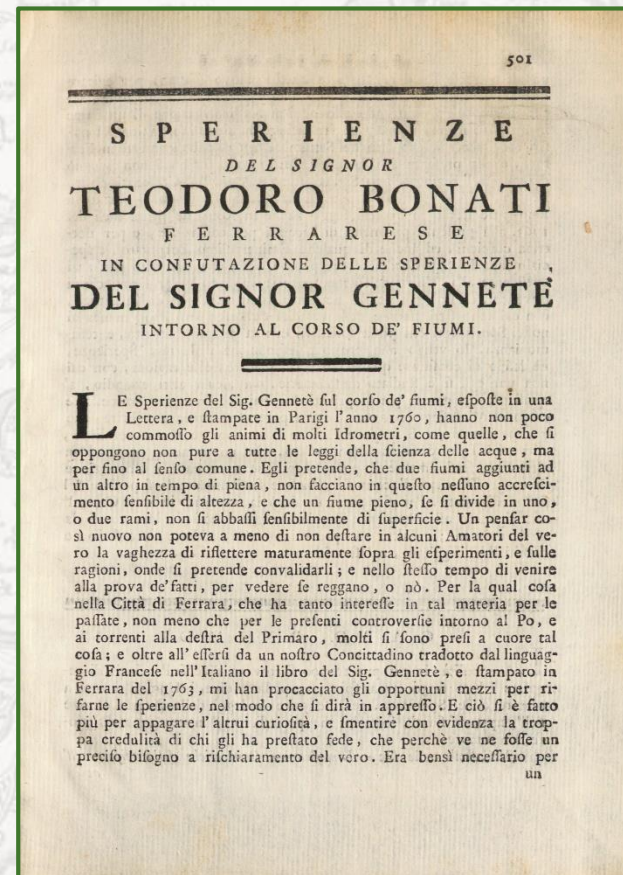 501
SPERIENZE
DEL SIGNOR
TEODORO BONATI
FERRARESE
IN CONFUTAZIONE DELLE SPERIENZE
DEL SIGNOR GENNETÈ
INTORNO AL CORSO DE' FIUMI.
LE Sperienze del Sig. Gennetè ſul corſo de' fiumi, eſpoſte in una
Lettera, e ſtampate in Parigi l'anno 1760, hanno non poco
commoſſo gli animi di molti Idrometri, come quelle, che ſi
oppongono non pure a tutte le leggi della ſcienza delle acque, ma
per fino al ſenſo comune. Egli pretende, che due fiumi aggiunti ad
un altro in tempo di piena, non facciano in queſto neſſuno accreſci-
mento ſenſibile di altezza, e che un fiume pieno, ſe ſi divide in uno,
o due rami, non ſi abbaſſi ſenſibilmente di ſuperficie. Un penſar co-
sì nuovo non poteva a meno di non deſtare in alcuni Amatori del ve-
ro la vaghezza di riflettere maturamente ſopra gli eſperimenti, e ſulle
ragioni, onde ſi pretende convalidarli; e nello ſteſſo tempo di venire
alla prova de' fatti, per vedere ſe reggano, o nò. Per la qual coſa
nella Città di Ferrara, che ha tanto intereſſe in tal materia per le
paſſate, non meno che per le preſenti controverſie intorno al Po, e
ai torrenti alla deſtra del Primaro, molti ſi ſono preſi a cuore tal
coſa; e oltre all' eſſerſi da un noſtro Concittadino tradotto dal linguag-
gio Franceſe nell' Italiano il libro del Sig. Gennetè, e ſtampato in
Ferrara del 1763, mi han procacciato gli opportuni mezzi per ri-
farne le ſperienze, nel modo che ſi dirà in appreſſo. E ciò ſi è fatto
più per appagare l' altrui curioſità, e ſmentire con evidenza la trop-
pa credulità di chi gli ha preſtato fede, che perchè ve ne foſſe un
preciſo biſogno a riſchiaramento del vero. Era bensì neceſſario per
un